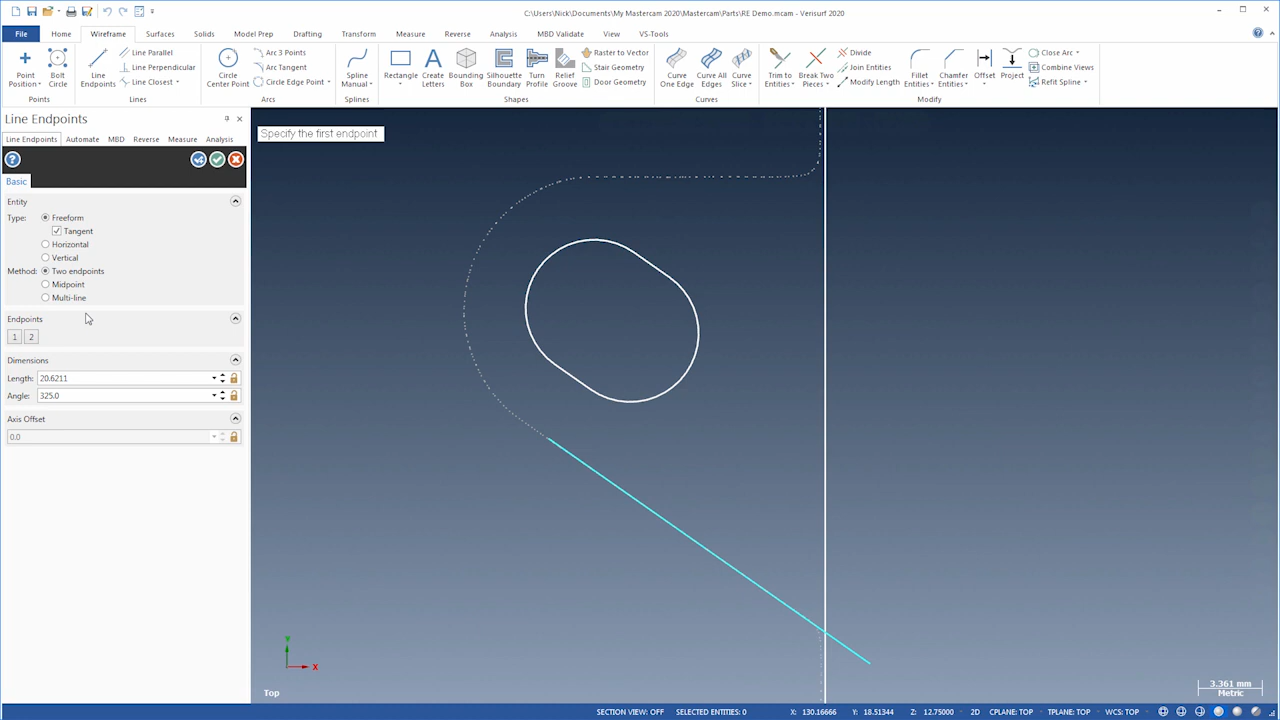 C:\Users\Nick\Documents\My Mastercam 2020\Mastercam\Parts\RE Demo.mcam - Verisurf 2020
File Home Wireframe Surfaces Solids Model Prep Drafting Transform Measure Reverse Analysis MBD Validate View VS-Tools
Point Position
Bolt Circle
Points
Line Endpoints
Line Parallel
Line Perpendicular
Line Closest
Lines
Circle Center Point
Arc 3 Points
Arc Tangent
Circle Edge Point
Arcs
Spline Manual
Splines
Rectangle
Create Letters
Bounding Box
Silhouette Boundary
Turn Profile
Relief Groove
Raster to Vector
Stair Geometry
Door Geometry
Shapes
Curve One Edge
Curve All Edges
Curve Slice
Curves
Trim to Entities
Break Two Pieces
Divide
Join Entities
Modify Length
Fillet Entities
Chamfer Entities
Offset
Project
Close Arc
Combine Views
Refit Spline
Modify
Line Endpoints
Line Endpoints Automate MBD Reverse Measure Analysis
Basic
Entity
Type: Freeform
Tangent
Horizontal
Vertical
Method: Two endpoints
Midpoint
Multi-line
Endpoints
1 2
Dimensions
Length: 20.6211
Angle: 325.0
Axis Offset
0.0
Specify the first endpoint
Y
X
Top
3.361 mm
Metric
SECTION VIEW: OFF SELECTED ENTITIES: 0 X: 130.16666 Y: 18.51344 Z: 12.75000 2D CPLANE: TOP TPLANE: TOP WCS: TOP